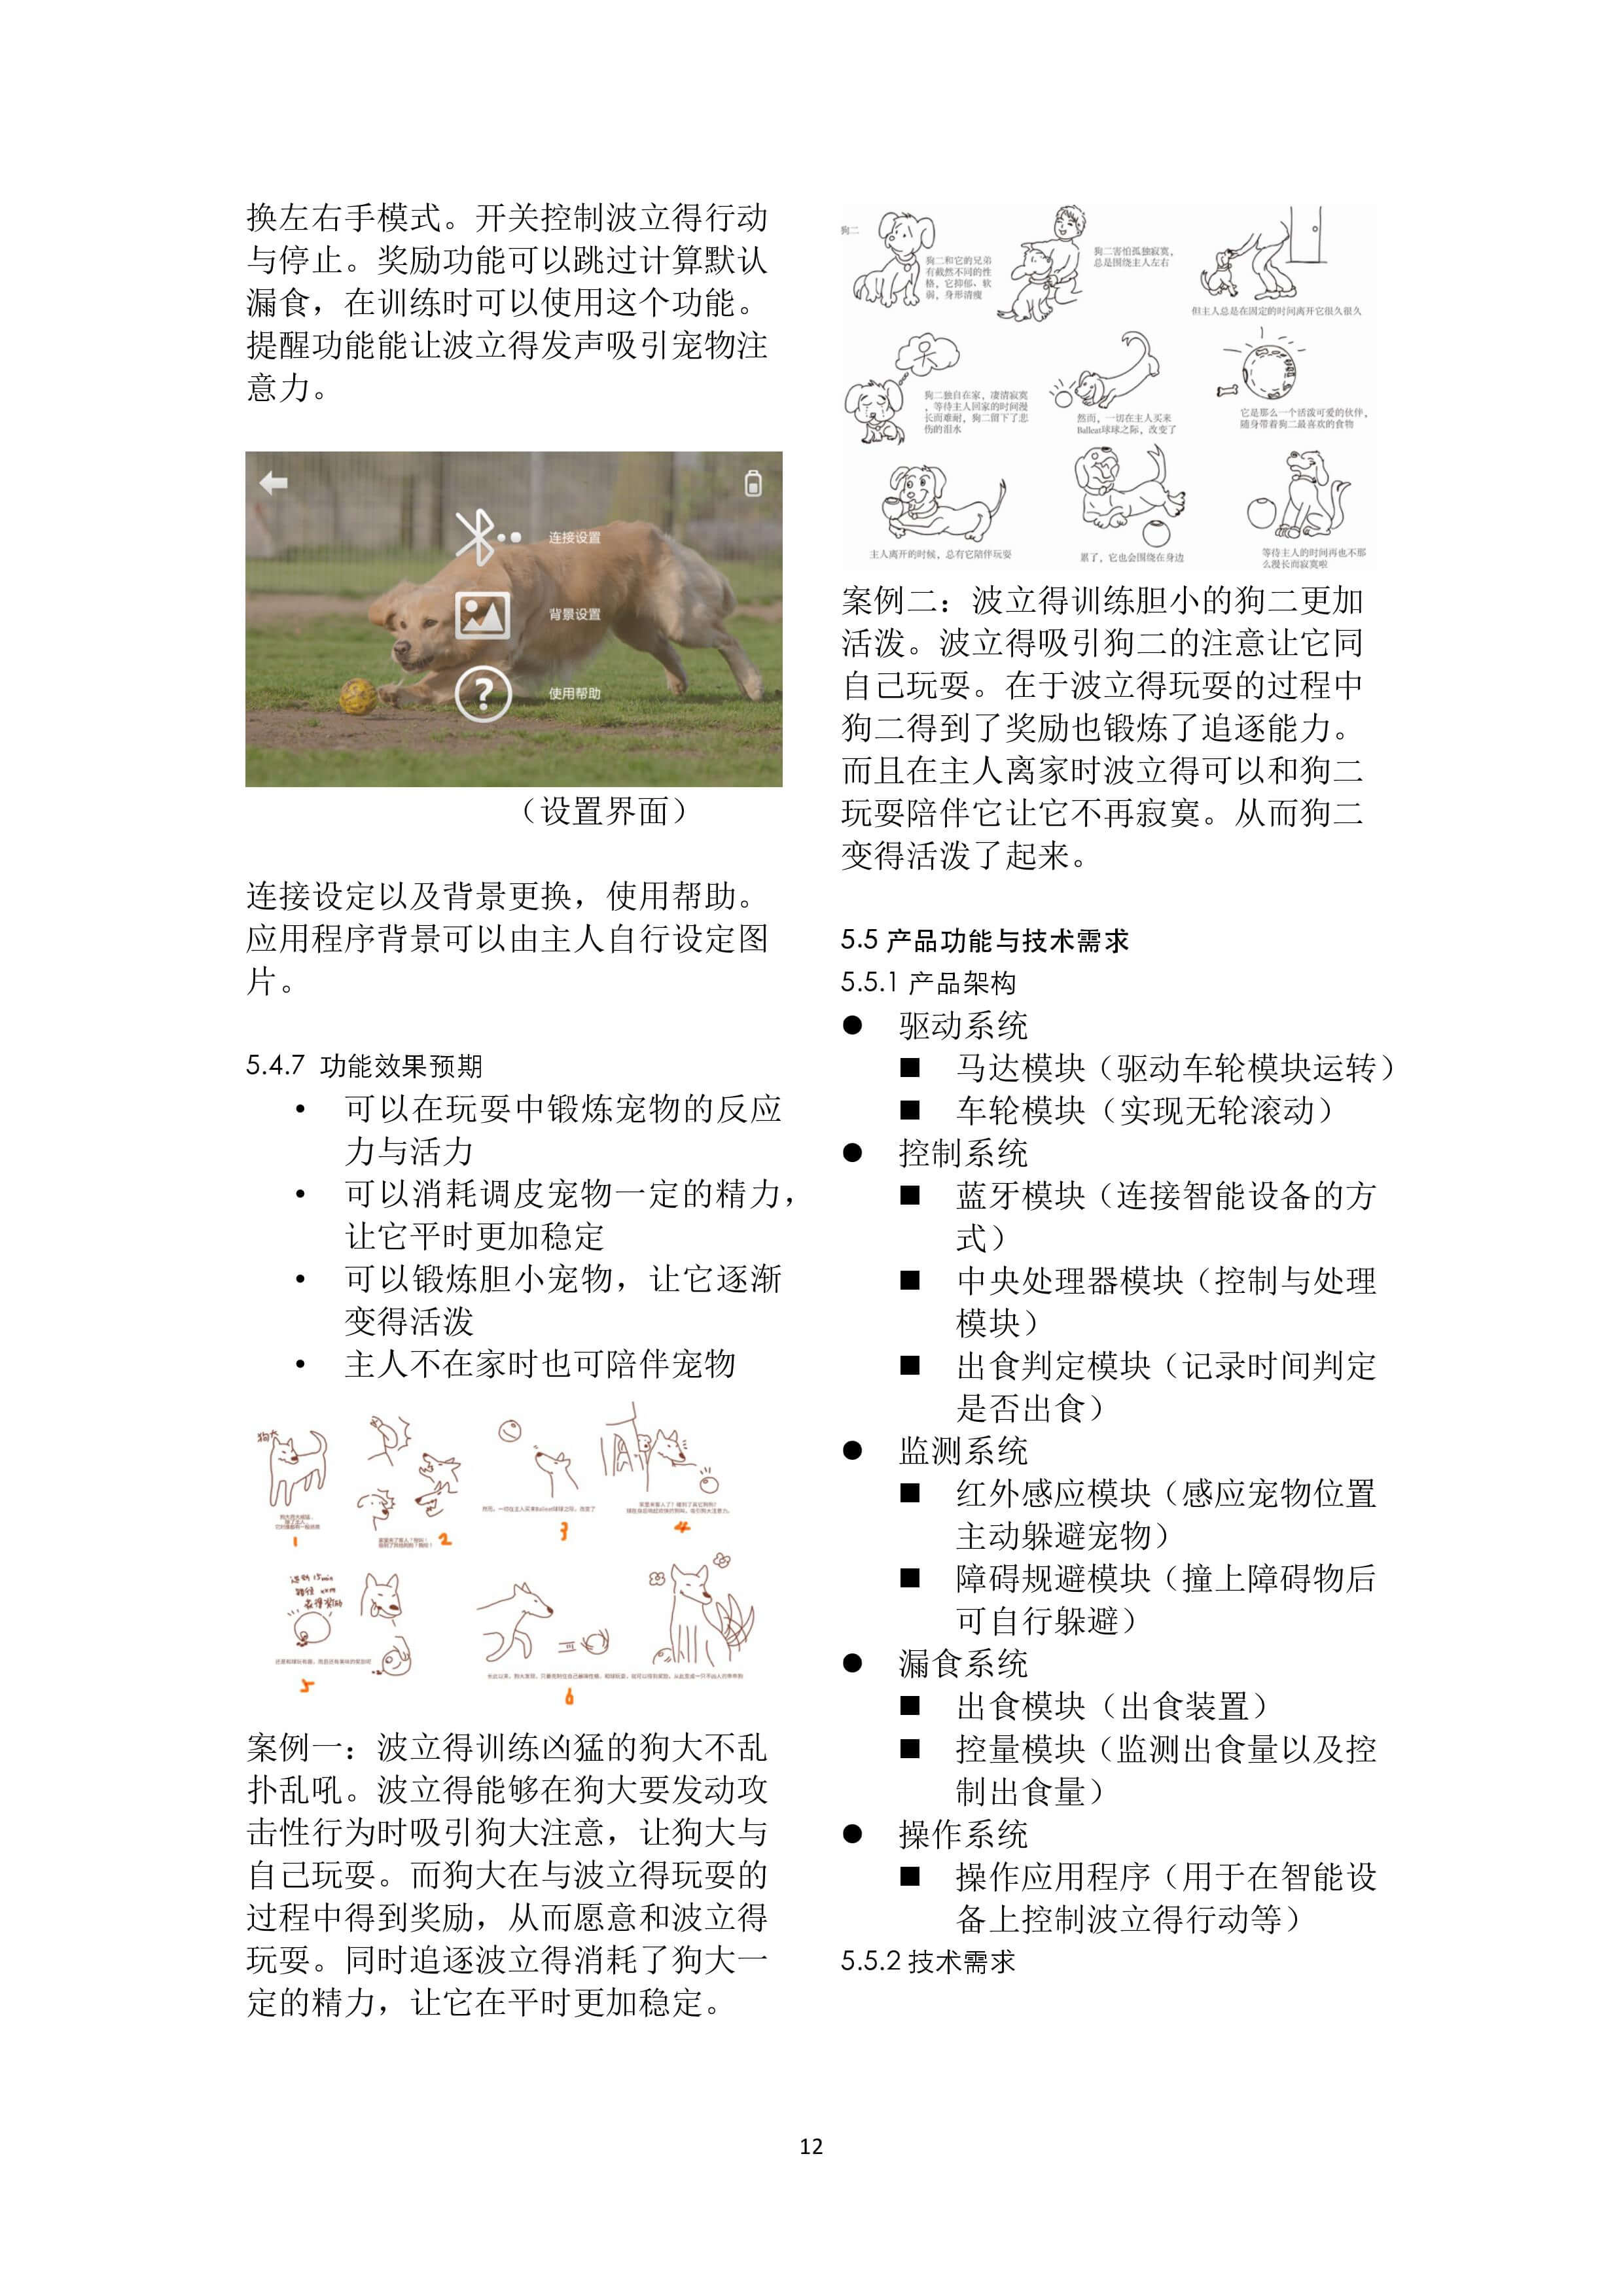 换左右手模式。开关控制波立得行动
与停止。奖励功能可以跳过计算默认
漏食，在训练时可以使用这个功能。
提醒功能能让波立得发声吸引宠物注
意力。
连接设置
背景设置
使用帮助
（设置界面）
连接设定以及背景更换，使用帮助。
应用程序背景可以由主人自行设定图
片。
5.4.7 功能效果预期
• 可以在玩耍中锻炼宠物的反应
力与活力
• 可以消耗调皮宠物一定的精力，
让它平时更加稳定
• 可以锻炼胆小宠物，让它逐渐
变得活泼
• 主人不在家时也可陪伴宠物
狗大
1
2
然而，一切在主人买来Balleat球球之际，改变了
3
4
5
6
案例一：波立得训练凶猛的狗大不乱
扑乱吼。波立得能够在狗大要发动攻
击性行为时吸引狗大注意，让狗大与
自己玩耍。而狗大在与波立得玩耍的
过程中得到奖励，从而愿意和波立得
玩耍。同时追逐波立得消耗了狗大一
定的精力，让它在平时更加稳定。
狗二
狗二和它的兄弟
有截然不同的性
格，它抑郁、软
弱，身形清瘦
狗二害怕孤独寂寞，
总是围绕主人左右
但主人总是在固定的时间离开它很久很久
狗二独自在家，凄清寂寞
，等待主人回家的时间漫
长而难耐，狗二留下了悲
伤的泪水
然而，一切在主人买来
Balleat球球之际，改变了
它是那么一个活泼可爱的伙伴，
随身带着狗二最喜欢的食物
主人离开的时候，总有它陪伴玩耍
累了，它也会围绕在身边
等待主人的时间再也不那
么漫长而寂寞啦
案例二：波立得训练胆小的狗二更加
活泼。波立得吸引狗二的注意让它同
自己玩耍。在于波立得玩耍的过程中
狗二得到了奖励也锻炼了追逐能力。
而且在主人离家时波立得可以和狗二
玩耍陪伴它让它不再寂寞。从而狗二
变得活泼了起来。
5.5 产品功能与技术需求
5.5.1 产品架构
● 驱动系统
■ 马达模块（驱动车轮模块运转）
■ 车轮模块（实现无轮滚动）
● 控制系统
■ 蓝牙模块（连接智能设备的方
式）
■ 中央处理器模块（控制与处理
模块）
■ 出食判定模块（记录时间判定
是否出食）
● 监测系统
■ 红外感应模块（感应宠物位置
主动躲避宠物）
■ 障碍规避模块（撞上障碍物后
可自行躲避）
● 漏食系统
■ 出食模块（出食装置）
■ 控量模块（监测出食量以及控
制出食量）
● 操作系统
■ 操作应用程序（用于在智能设
备上控制波立得行动等）
5.5.2 技术需求
12